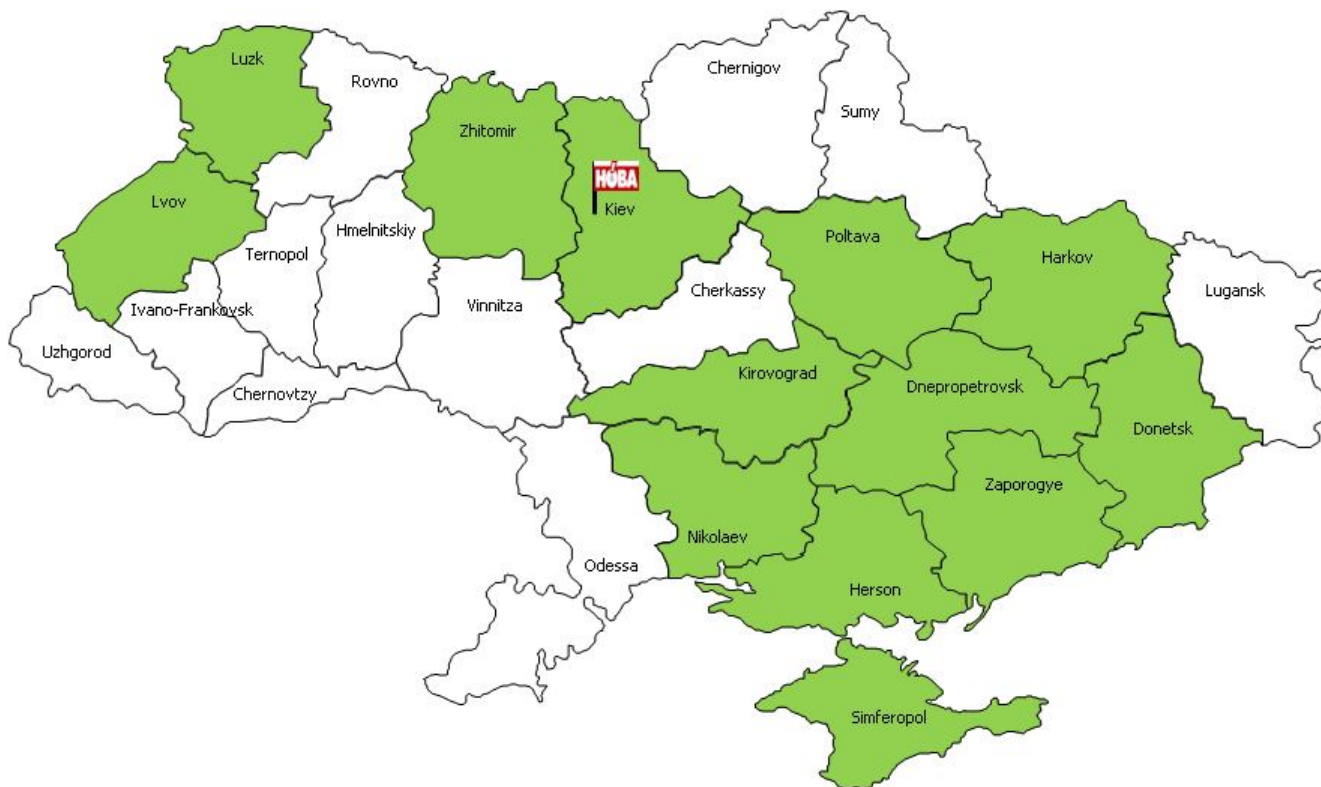 Luzk
Rovno
Chernigov
Sumy
Zhitomir
НОВА
Kiev
Lvov
Hmelnitskiy
Ternopol
Poltava
Harkov
Lugansk
Cherkassy
Ivano-Frankovsk
Vinnitza
Uzhgorod
Kirovograd
Dnepropetrovsk
Chernovtzy
Donetsk
Zaporogye
Nikolaev
Odessa
Herson
Simferopol